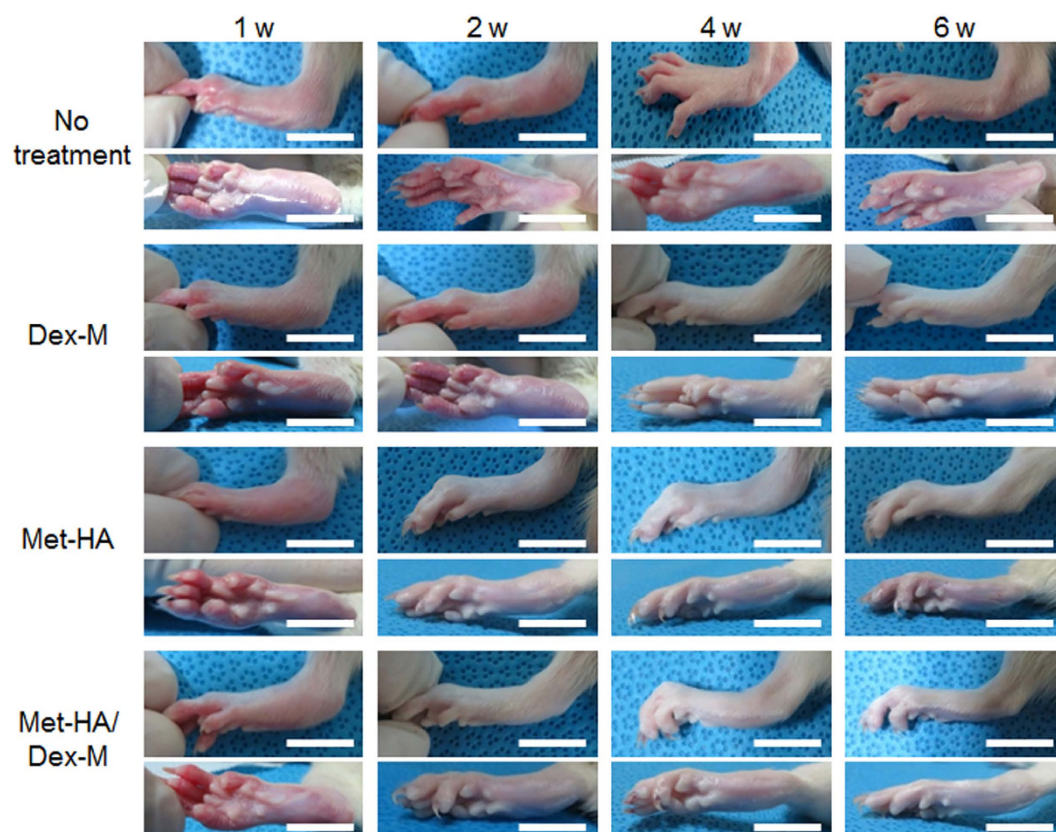 1 w 2 w 4 w 6 w
No
treatment
Dex-M
Met-HA
Met-HA/
Dex-M